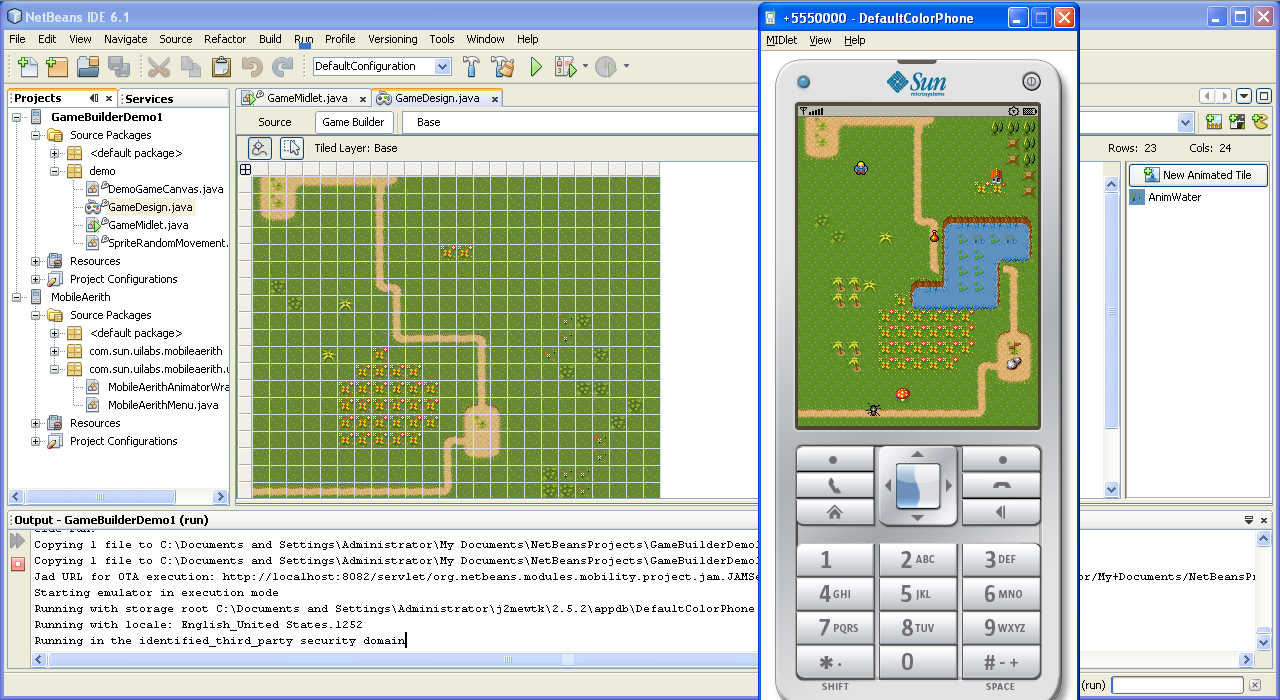 NetBeans IDE 6.1
File Edit View Navigate Source Refactor Build Run Profile Versioning Tools Window Help
DefaultConfiguration
Projects
Services
GameBuilderDemo1
Source Packages
<default package>
demo
DemoGameCanvas.java
GameDesign.java
GameMidlet.java
SpriteRandomMovement.
Resources
Project Configurations
MobileAerith
Source Packages
<default package>
com.sun.uilabs.mobileaerith
com.sun.uilabs.mobileaerith.
MobileAerithAnimatorWra
MobileAerithMenu.java
Resources
Project Configurations
GameMidlet.java
GameDesign.java
Source
Game Builder
Base
Tiled Layer: Base
Rows: 23
Cols: 24
New Animated Tile
AnimWater
+5550000 - DefaultColorPhone
MIDlet View Help
Sun
microsystems
1
2 ABC
3 DEF
4 GHI
5 JKL
6 MNO
7 PQRS
8 TUV
9 WXYZ
* .
0
# - +
SHIFT
SPACE
Output - GameBuilderDemo1 (run)
Copying 1 file to C:\Documents and Settings\Administrator\My Documents\NetBeansProjects\GameBuilderDemo
Copying 1 file to C:\Documents and Settings\Administrator\My Documents\NetBeansProjects\GameBuilderDemo
Jad URL for OTA execution: http://localhost:8082/servlet/org.netbeans.modules.mobility.project.jam.JAMSe
or/My+Documents/NetBeansPr
Starting emulator in execution mode
Running with storage root C:\Documents and Settings\Administrator\j2mewtk\2.5.2\appdb\DefaultColorPhone
Running with locale: English_United States.1252
Running in the identified_third_party security domain
(run)